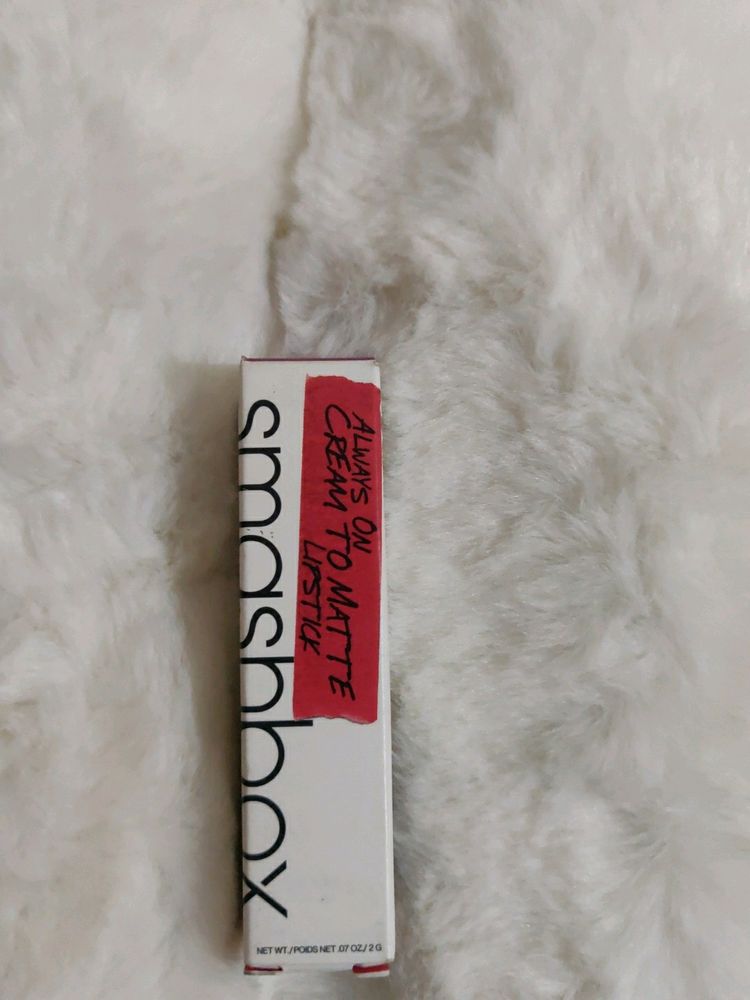 smashbox
ALWAYS ON
CREAM TO MATTE
LIPSTICK
NET WT./POIDS NET .07 OZ./ 2 G